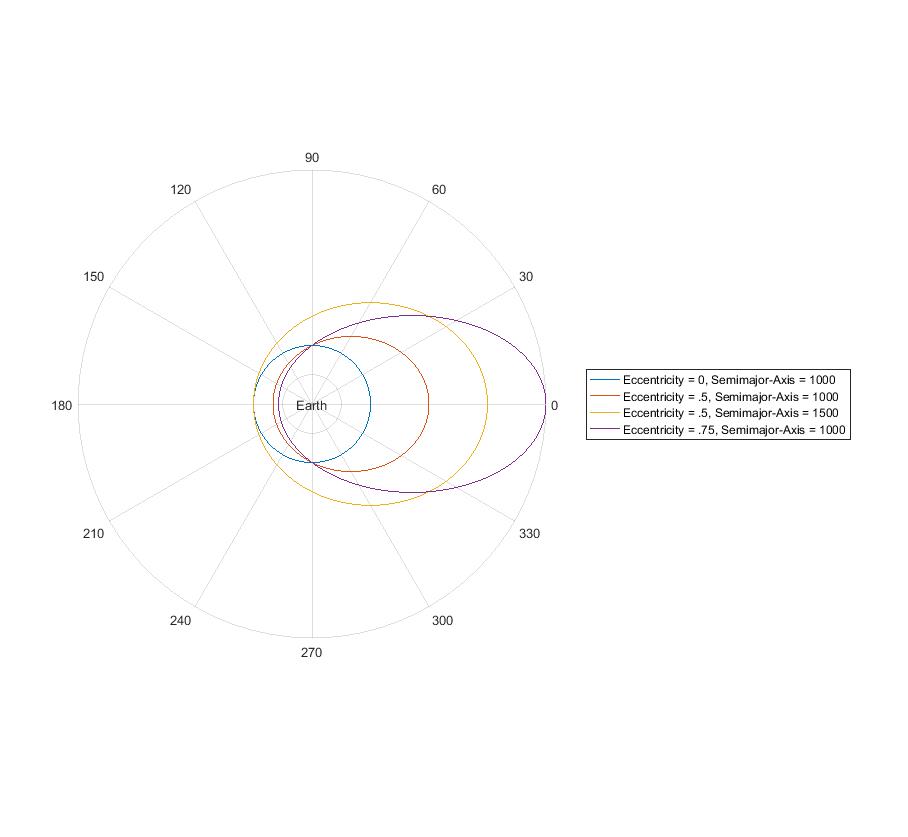 90
120
60
150
30
180
Earth
0
210
330
240
300
270
Eccentricity = 0, Semimajor-Axis = 1000
Eccentricity = .5, Semimajor-Axis = 1000
Eccentricity = .5, Semimajor-Axis = 1500
Eccentricity = .75, Semimajor-Axis = 1000